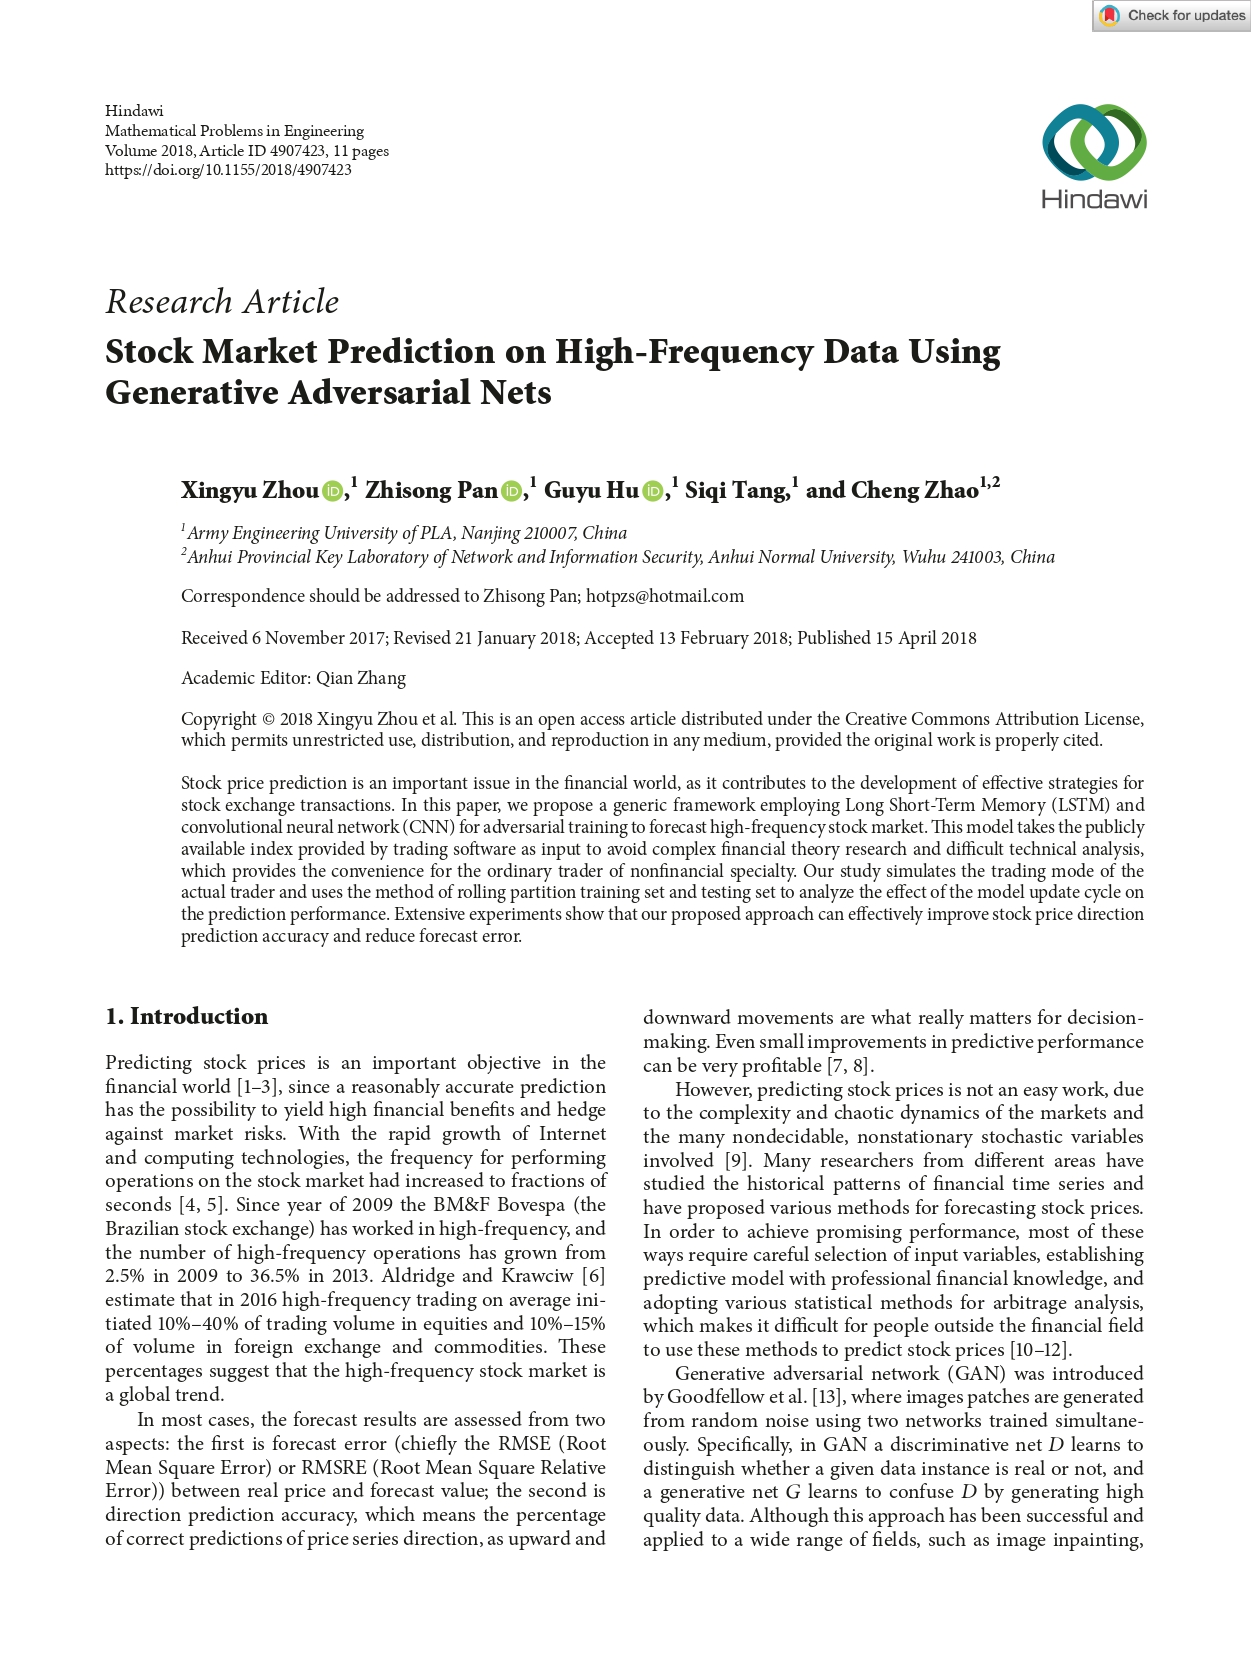 Check for updates
Hindawi
Mathematical Problems in Engineering
Volume 2018, Article ID 4907423, 11 pages
https://doi.org/10.1155/2018/4907423
Hindawi
Research Article
Stock Market Prediction on High-Frequency Data Using
Generative Adversarial Nets
Xingyu Zhou iD,1 Zhisong Pan iD,1 Guyu Hu iD,1 Siqi Tang,1 and Cheng Zhao1,2
1Army Engineering University of PLA, Nanjing 210007, China
2Anhui Provincial Key Laboratory of Network and Information Security, Anhui Normal University, Wuhu 241003, China
Correspondence should be addressed to Zhisong Pan; hotpzs@hotmail.com
Received 6 November 2017; Revised 21 January 2018; Accepted 13 February 2018; Published 15 April 2018
Academic Editor: Qian Zhang
Copyright © 2018 Xingyu Zhou et al. This is an open access article distributed under the Creative Commons Attribution License,
which permits unrestricted use, distribution, and reproduction in any medium, provided the original work is properly cited.
Stock price prediction is an important issue in the financial world, as it contributes to the development of effective strategies for
stock exchange transactions. In this paper, we propose a generic framework employing Long Short-Term Memory (LSTM) and
convolutional neural network (CNN) for adversarial training to forecast high-frequency stock market. This model takes the publicly
available index provided by trading software as input to avoid complex financial theory research and difficult technical analysis,
which provides the convenience for the ordinary trader of nonfinancial specialty. Our study simulates the trading mode of the
actual trader and uses the method of rolling partition training set and testing set to analyze the effect of the model update cycle on
the prediction performance. Extensive experiments show that our proposed approach can effectively improve stock price direction
prediction accuracy and reduce forecast error.
1. Introduction
Predicting stock prices is an important objective in the
financial world [1–3], since a reasonably accurate prediction
has the possibility to yield high financial benefits and hedge
against market risks. With the rapid growth of Internet
and computing technologies, the frequency for performing
operations on the stock market had increased to fractions of
seconds [4, 5]. Since year of 2009 the BM&F Bovespa (the
Brazilian stock exchange) has worked in high-frequency, and
the number of high-frequency operations has grown from
2.5% in 2009 to 36.5% in 2013. Aldridge and Krawciw [6]
estimate that in 2016 high-frequency trading on average ini-
tiated 10%–40% of trading volume in equities and 10%–15%
of volume in foreign exchange and commodities. These
percentages suggest that the high-frequency stock market is
a global trend.
In most cases, the forecast results are assessed from two
aspects: the first is forecast error (chiefly the RMSE (Root
Mean Square Error) or RMSRE (Root Mean Square Relative
Error)) between real price and forecast value; the second is
direction prediction accuracy, which means the percentage
of correct predictions of price series direction, as upward and
downward movements are what really matters for decision-
making. Even small improvements in predictive performance
can be very profitable [7, 8].
However, predicting stock prices is not an easy work, due
to the complexity and chaotic dynamics of the markets and
the many nondecidable, nonstationary stochastic variables
involved [9]. Many researchers from different areas have
studied the historical patterns of financial time series and
have proposed various methods for forecasting stock prices.
In order to achieve promising performance, most of these
ways require careful selection of input variables, establishing
predictive model with professional financial knowledge, and
adopting various statistical methods for arbitrage analysis,
which makes it difficult for people outside the financial field
to use these methods to predict stock prices [10–12].
Generative adversarial network (GAN) was introduced
by Goodfellow et al. [13], where images patches are generated
from random noise using two networks trained simultane-
ously. Specifically, in GAN a discriminative net D learns to
distinguish whether a given data instance is real or not, and
a generative net G learns to confuse D by generating high
quality data. Although this approach has been successful and
applied to a wide range of fields, such as image inpainting,